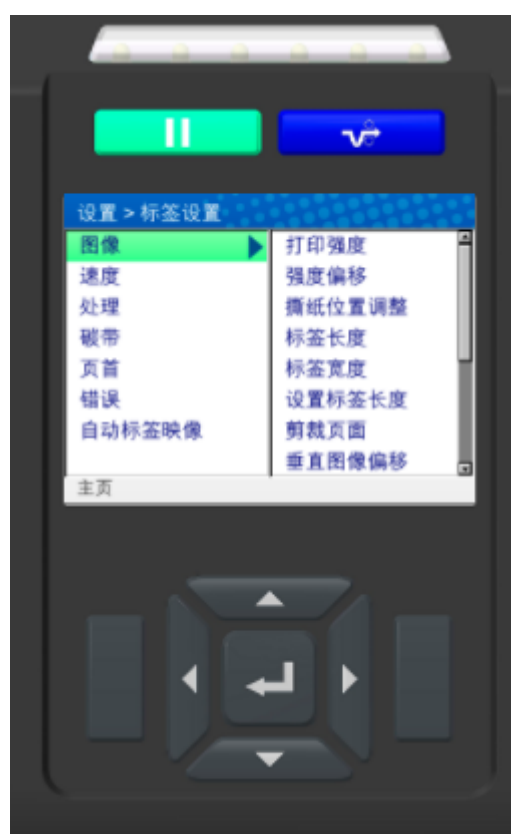 设置 > 标签设置
图像
速度
处理
碳带
页首
错误
自动标签映像
打印强度
强度偏移
撕纸位置调整
标签长度
标签宽度
设置标签长度
剪裁页面
垂直图像偏移
主页